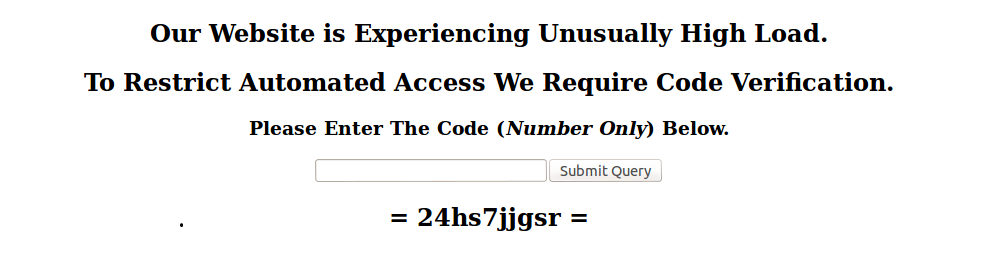 Our Website is Experiencing Unusually High Load.
To Restrict Automated Access We Require Code Verification.
Please Enter The Code (Number Only) Below.
Submit Query
. = 24hs7jjgsr =